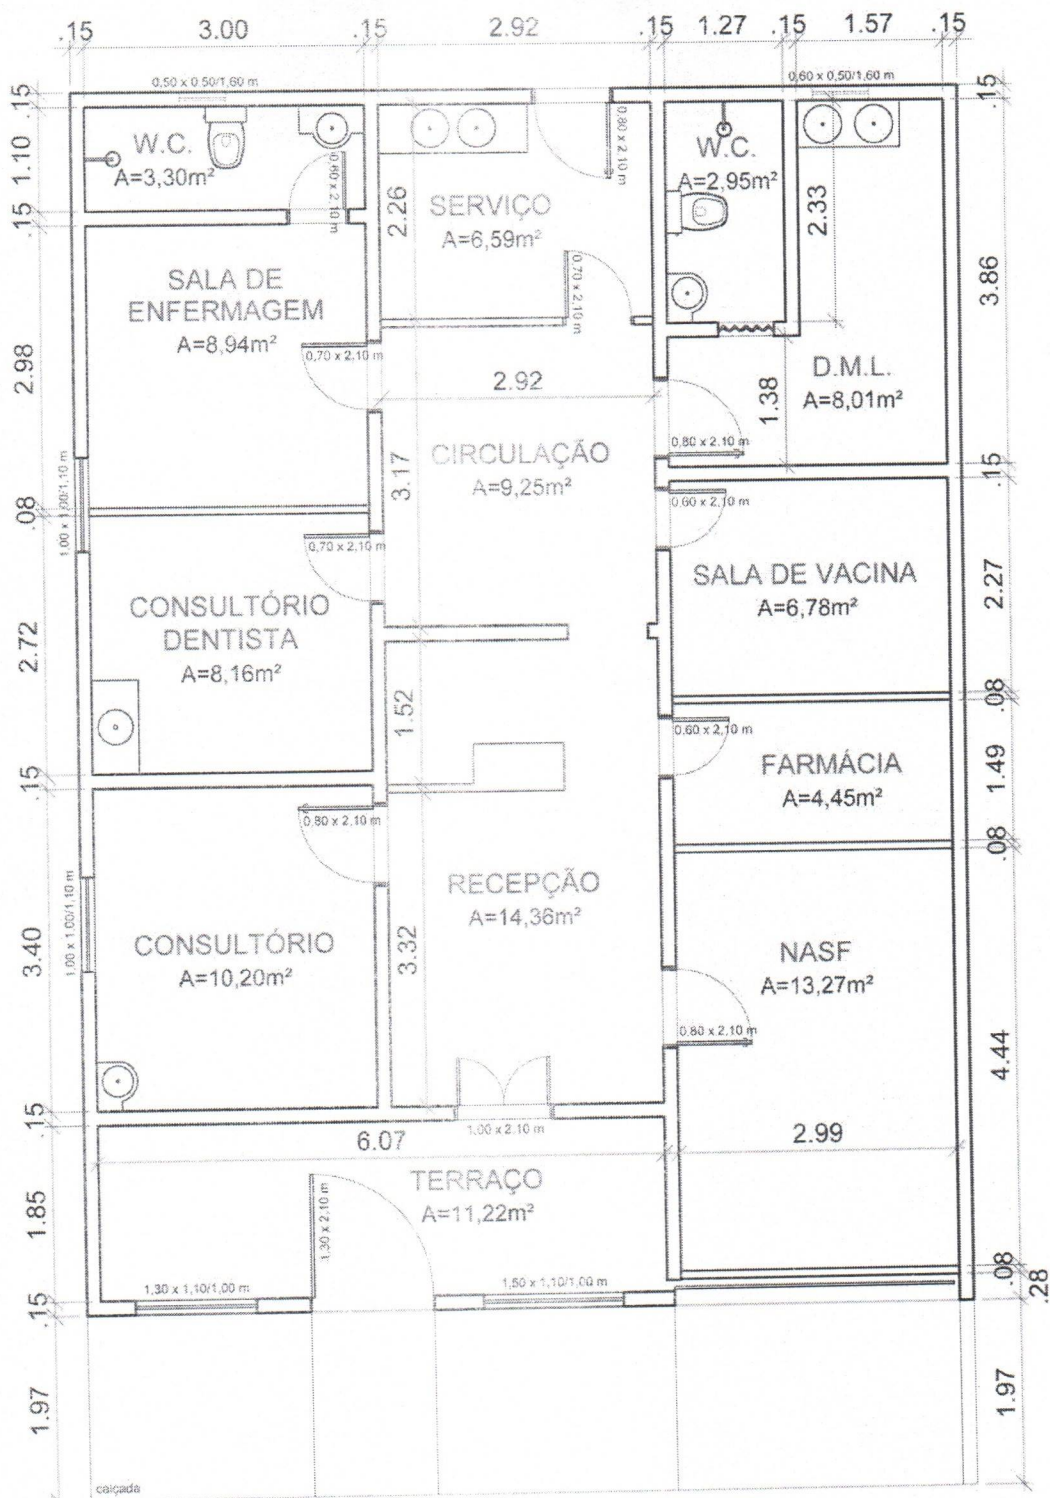 .15 3.00 .15 2.92 .15 1.27 .15 1.57 .15
0,50 x 0.50/1,60 m
0,60 x 0,50/1,60 m
.15
1.10
.15
2.98
.08
2.72
.15
3.40
.15
1.85
.15
1.97
W.C.
A=3,30m²
0,60 x 2,10 m
SERVIÇO
A=6,59m²
2.26
0,80 x 2,10 m
0,70 x 2,10 m
W.C.
A=2,95m²
2.33
.15
3.86
.15
2.27
.08
1.49
.08
4.44
.08
.28
1.97
SALA DE
ENFERMAGEM
A=8,94m²
0,70 x 2,10 m
2.92
1.38
D.M.L.
A=8,01m²
0,80 x 2,10 m
CIRCULAÇÃO
A=9,25m²
3.17
1,00 x 1,00/1,10 m
0,70 x 2,10 m
0,60 x 2,10 m
SALA DE VACINA
A=6,78m²
CONSULTÓRIO
DENTISTA
A=8,16m²
1.52
0,60 x 2,10 m
FARMÁCIA
A=4,45m²
0,80 x 2,10 m
RECEPÇÃO
A=14,36m²
3.32
1,00 x 1,00/1,10 m
CONSULTÓRIO
A=10,20m²
NASF
A=13,27m²
0,80 x 2,10 m
1,00 x 2,10 m
6.07
2.99
TERRAÇO
A=11,22m²
1,30 x 2,10 m
1,30 x 1,10/1,00 m
1,50 x 1,10/1,00 m
calçada